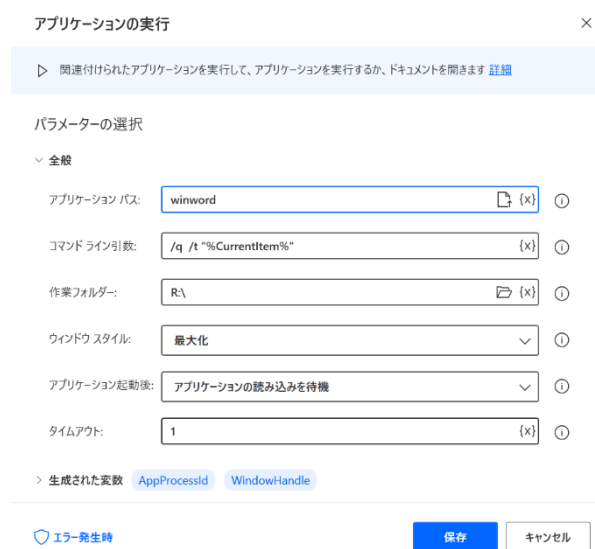 アプリケーションの実行
関連付けられたアプリケーションを実行して、アプリケーションを実行するか、ドキュメントを開きます 詳細
パラメーターの選択
全般
アプリケーション パス: winword {x}
コマンド ライン引数: /q /t "%CurrentItem%" {x}
作業フォルダー: R:\ {x}
ウィンドウ スタイル: 最大化
アプリケーション起動後: アプリケーションの読み込みを待機
タイムアウト: 1 {x}
生成された変数 AppProcessId WindowHandle
エラー発生時 保存 キャンセル